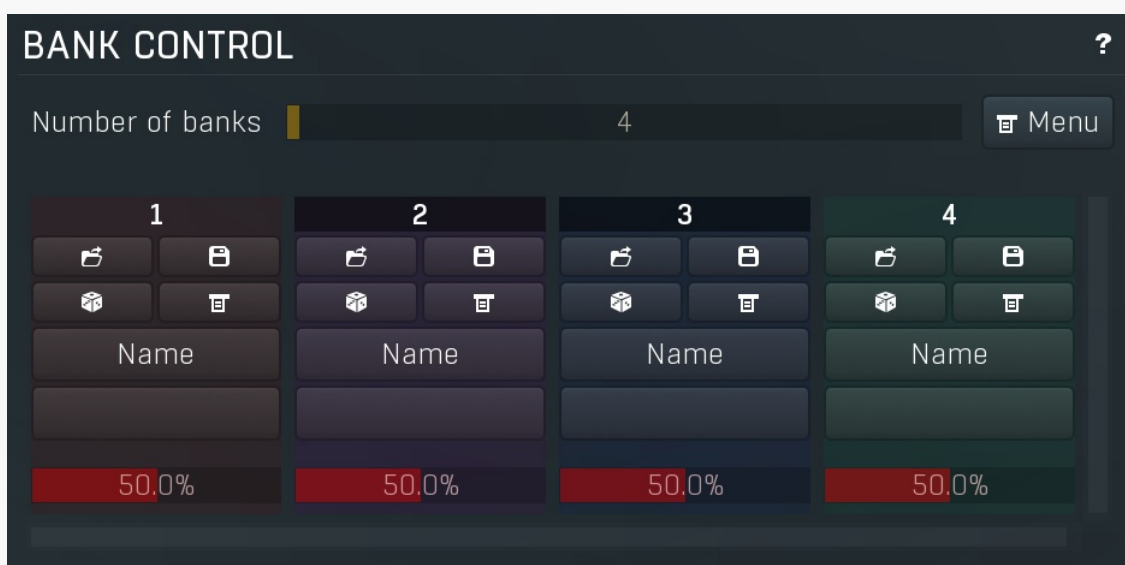 BANK CONTROL ?
Number of banks 4 Menu
1 2 3 4
Name Name Name Name
50.0% 50.0% 50.0% 50.0%